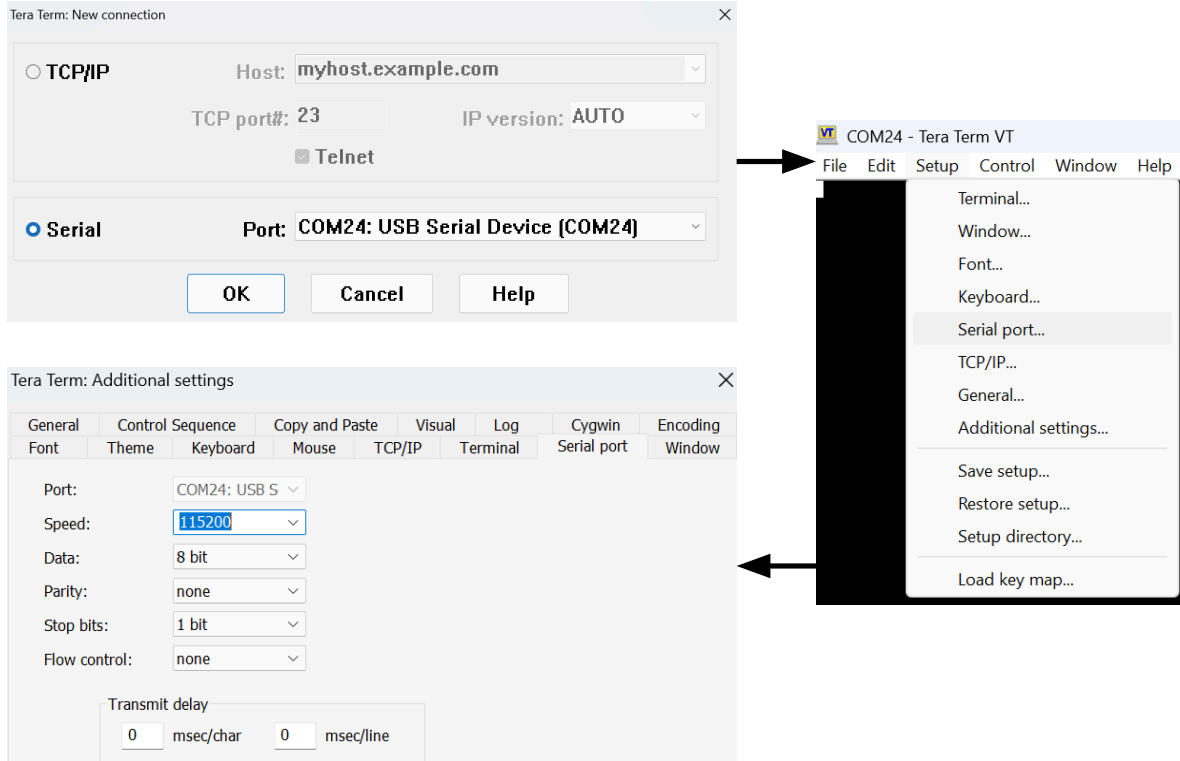 Tera Term: New connection
TCP/IP
Host: myhost.example.com
TCP port#: 23
IP version: AUTO
Telnet
Serial
Port: COM24: USB Serial Device (COM24)
OK Cancel Help
VT COM24 - Tera Term VT
File Edit Setup Control Window Help
Terminal...
Window...
Font...
Keyboard...
Serial port...
TCP/IP...
General...
Additional settings...
Save setup...
Restore setup...
Setup directory...
Load key map...
Tera Term: Additional settings
General Control Sequence Copy and Paste Visual Log Cygwin Encoding
Font Theme Keyboard Mouse TCP/IP Terminal Serial port Window
Port: COM24: USB S
Speed: 115200
Data: 8 bit
Parity: none
Stop bits: 1 bit
Flow control: none
Transmit delay
0 msec/char 0 msec/line